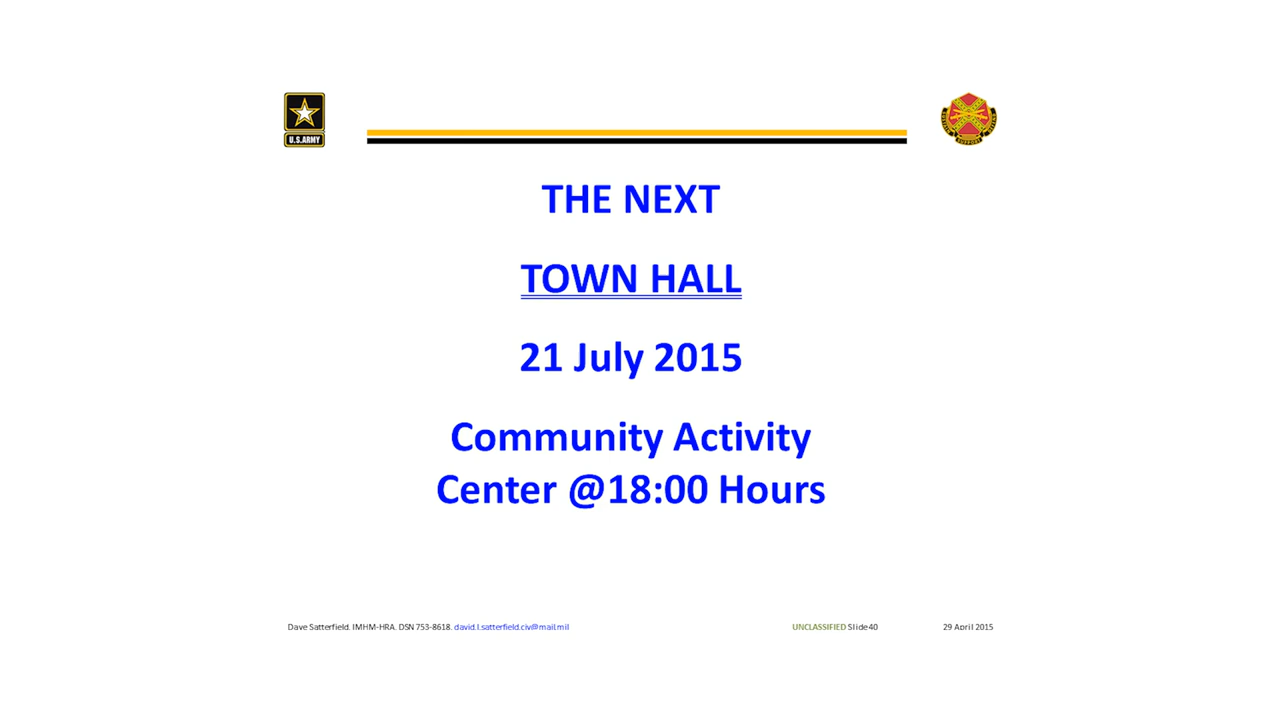 U.S.ARMY
SUPPORT
THE NEXT
TOWN HALL
21 July 2015
Community Activity
Center @18:00 Hours
Dave Satterfield. IMHM-HRA. DSN 753-8618. david.l.satterfield.civ@mail.mil
UNCLASSIFIED Slide 40
29 April 2015